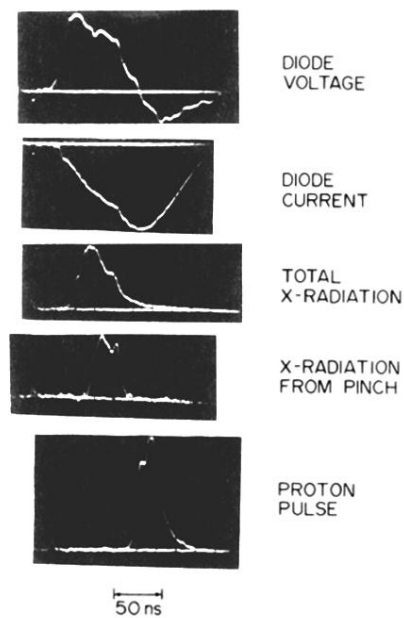 DIODE
VOLTAGE
DIODE
CURRENT
TOTAL
X-RADIATION
X-RADIATION
FROM PINCH
PROTON
PULSE
50 ns